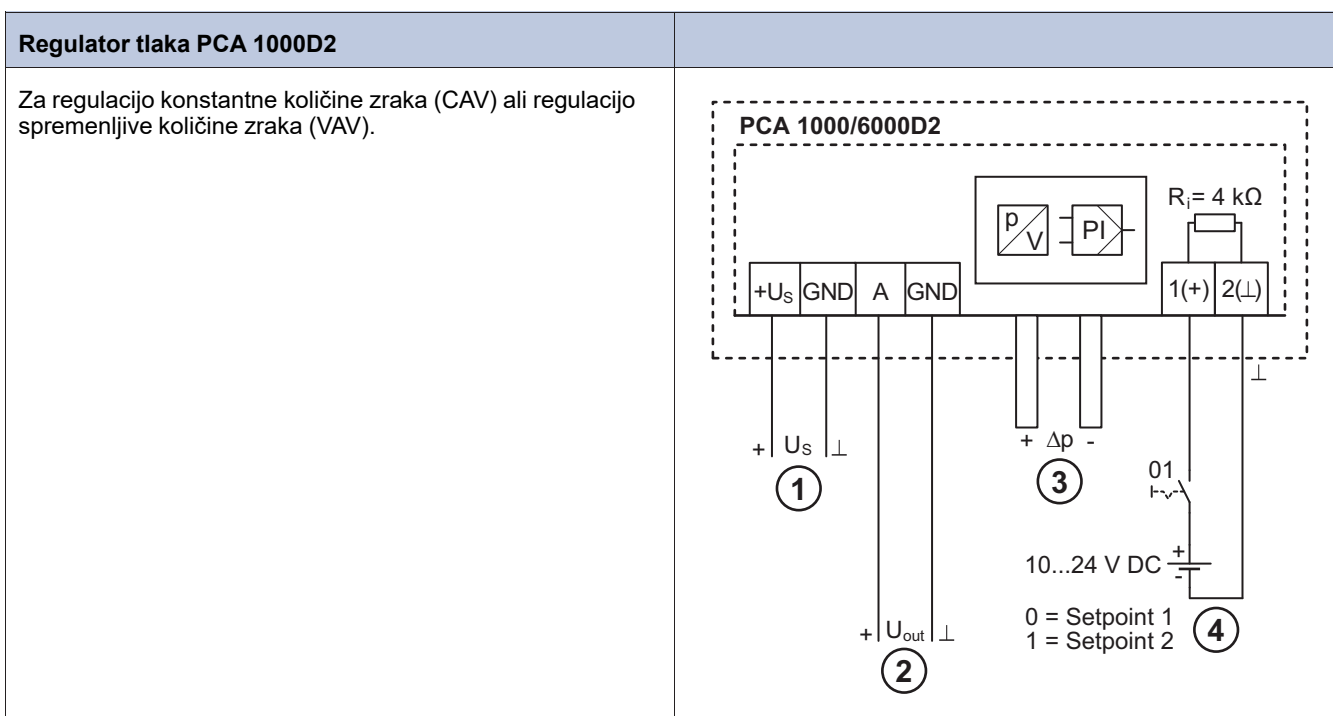 Regulator tlaka PCA 1000D2
Za regulacijo konstantne količine zraka (CAV) ali regulacijo
spremenljive količine zraka (VAV).
PCA 1000/6000D2
Ri= 4 kΩ
p
V
PI
+US GND A GND
1(+) 2(⊥)
⊥
+ US ⊥
1
+ Δp -
3
01
10...24 V DC
+
-
0 = Setpoint 1
1 = Setpoint 2
4
+ Uout ⊥
2